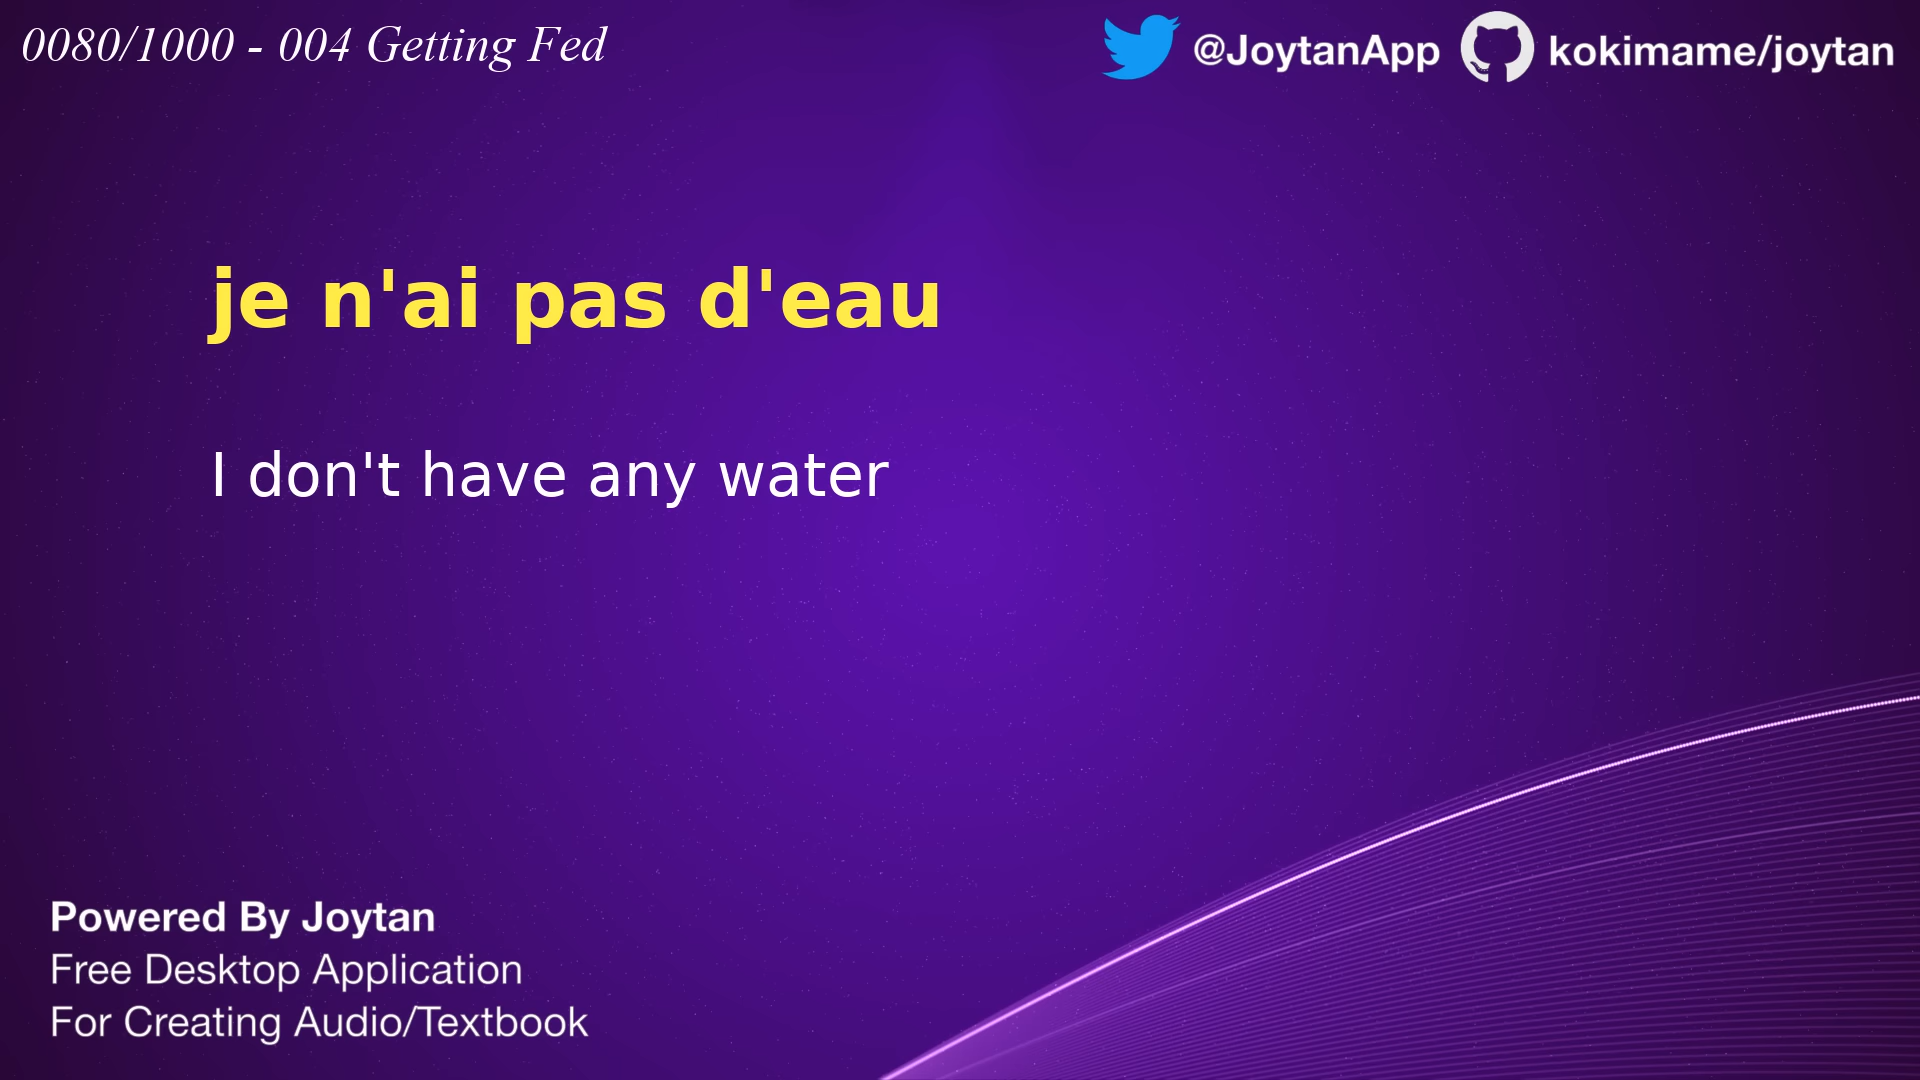 0080/1000 - 004 Getting Fed
@JoytanApp
kokimame/joytan
je n'ai pas d'eau
I don't have any water
Powered By Joytan
Free Desktop Application
For Creating Audio/Textbook